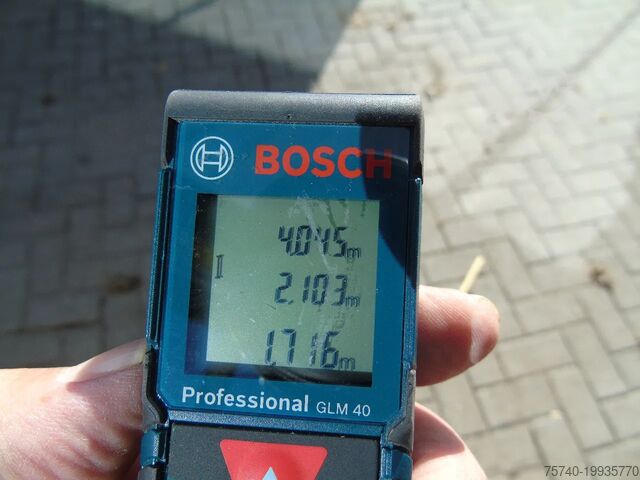 BOSCH
4.045m
2.103m
1.716m
Professional GLM 40
75740-19935770